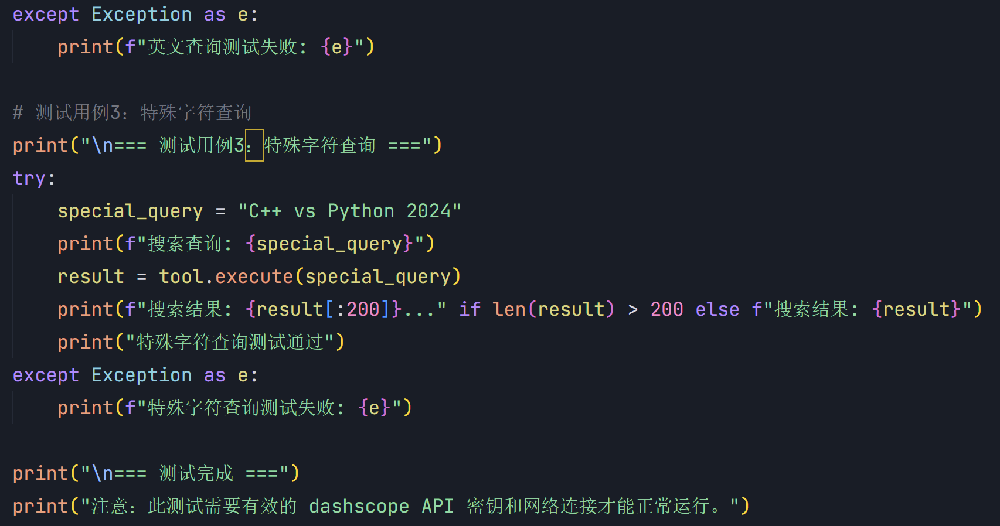 except Exception as e:
    print(f"英文查询测试失败: {e}")
# 测试用例3：特殊字符查询
print("\n=== 测试用例3：特殊字符查询 ===")
try:
    special_query = "C++ vs Python 2024"
    print(f"搜索查询: {special_query}")
    result = tool.execute(special_query)
    print(f"搜索结果: {result[:200]}..." if len(result) > 200 else f"搜索结果: {result}")
    print("特殊字符查询测试通过")
except Exception as e:
    print(f"特殊字符查询测试失败: {e}")
print("\n=== 测试完成 ===")
print("注意：此测试需要有效的 dashscope API 密钥和网络连接才能正常运行。")